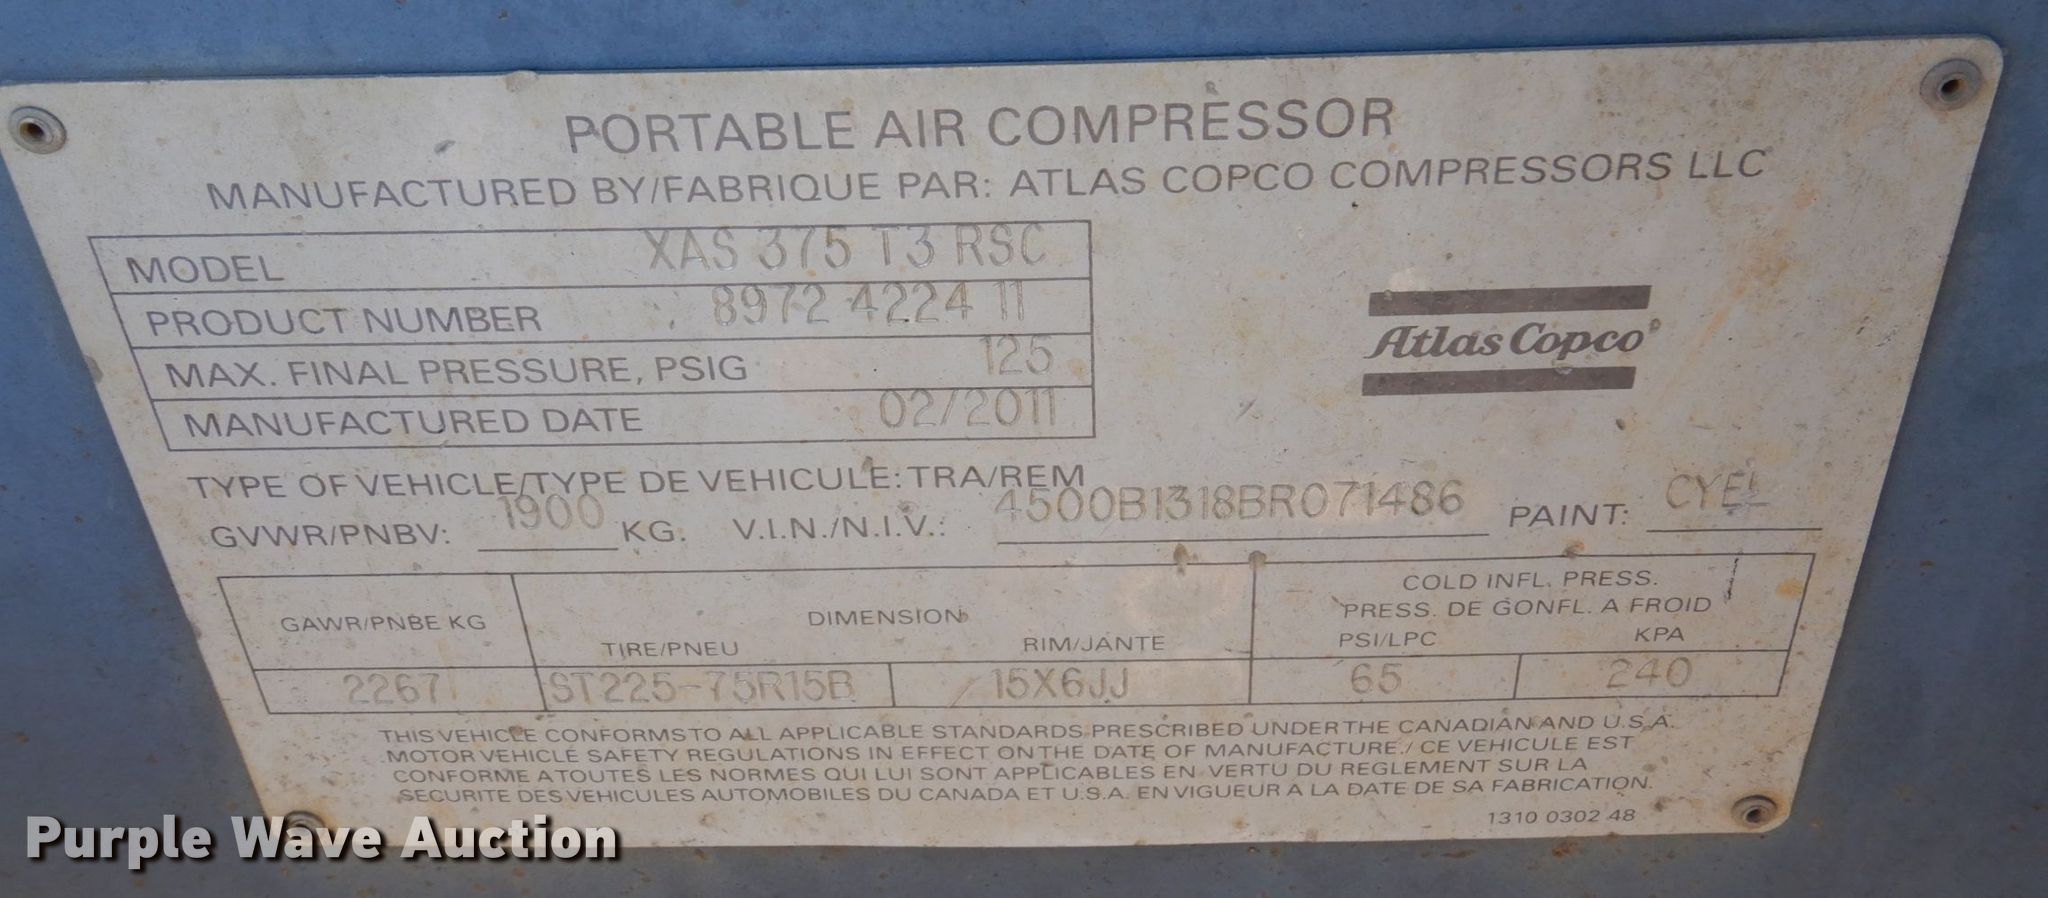 PORTABLE AIR COMPRESSOR
MANUFACTURED BY/FABRIQUE PAR: ATLAS COPCO COMPRESSORS LLC
MODEL XAS 375 T3 RSC
PRODUCT NUMBER 8972 4224 11
MAX. FINAL PRESSURE, PSIG 125
MANUFACTURED DATE 02/2011
Atlas Copco
TYPE OF VEHICLE/TYPE DE VEHICULE: TRA/REM
GVWR/PNBV: 1900 KG. V.I.N./N.I.V.: 4500B1318BR071486 PAINT: CYEL
GAWR/PNBE KG
DIMENSION
TIRE/PNEU RIM/JANTE
COLD INFL. PRESS.
PRESS. DE GONFL. A FROID
PSI/LPC KPA
2267 ST225-75R15B 15X6JJ 65 240
THIS VEHICLE CONFORMS TO ALL APPLICABLE STANDARDS PRESCRIBED UNDER THE CANADIAN AND U.S.A.
MOTOR VEHICLE SAFETY REGULATIONS IN EFFECT ON THE DATE OF MANUFACTURE./ CE VEHICULE EST
CONFORME A TOUTES LES NORMES QUI LUI SONT APPLICABLES EN VERTU DU REGLEMENT SUR LA
SECURITE DES VEHICULES AUTOMOBILES DU CANADA ET U.S.A. EN VIGUEUR A LA DATE DE SA FABRICATION.
1310 0302 48
Purple Wave Auction